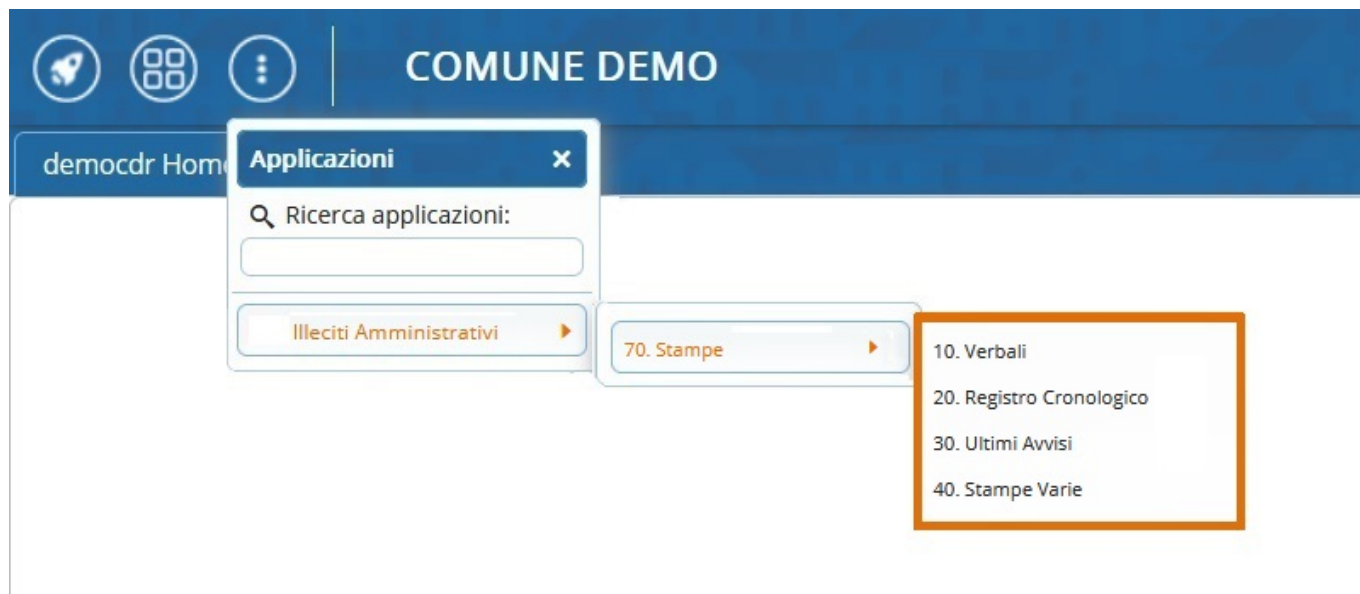 COMUNE DEMO
democdr Home
Applicazioni
Ricerca applicazioni:
Illeciti Amministrativi
70. Stampe
10. Verbali
20. Registro Cronologico
30. Ultimi Avvisi
40. Stampe Varie